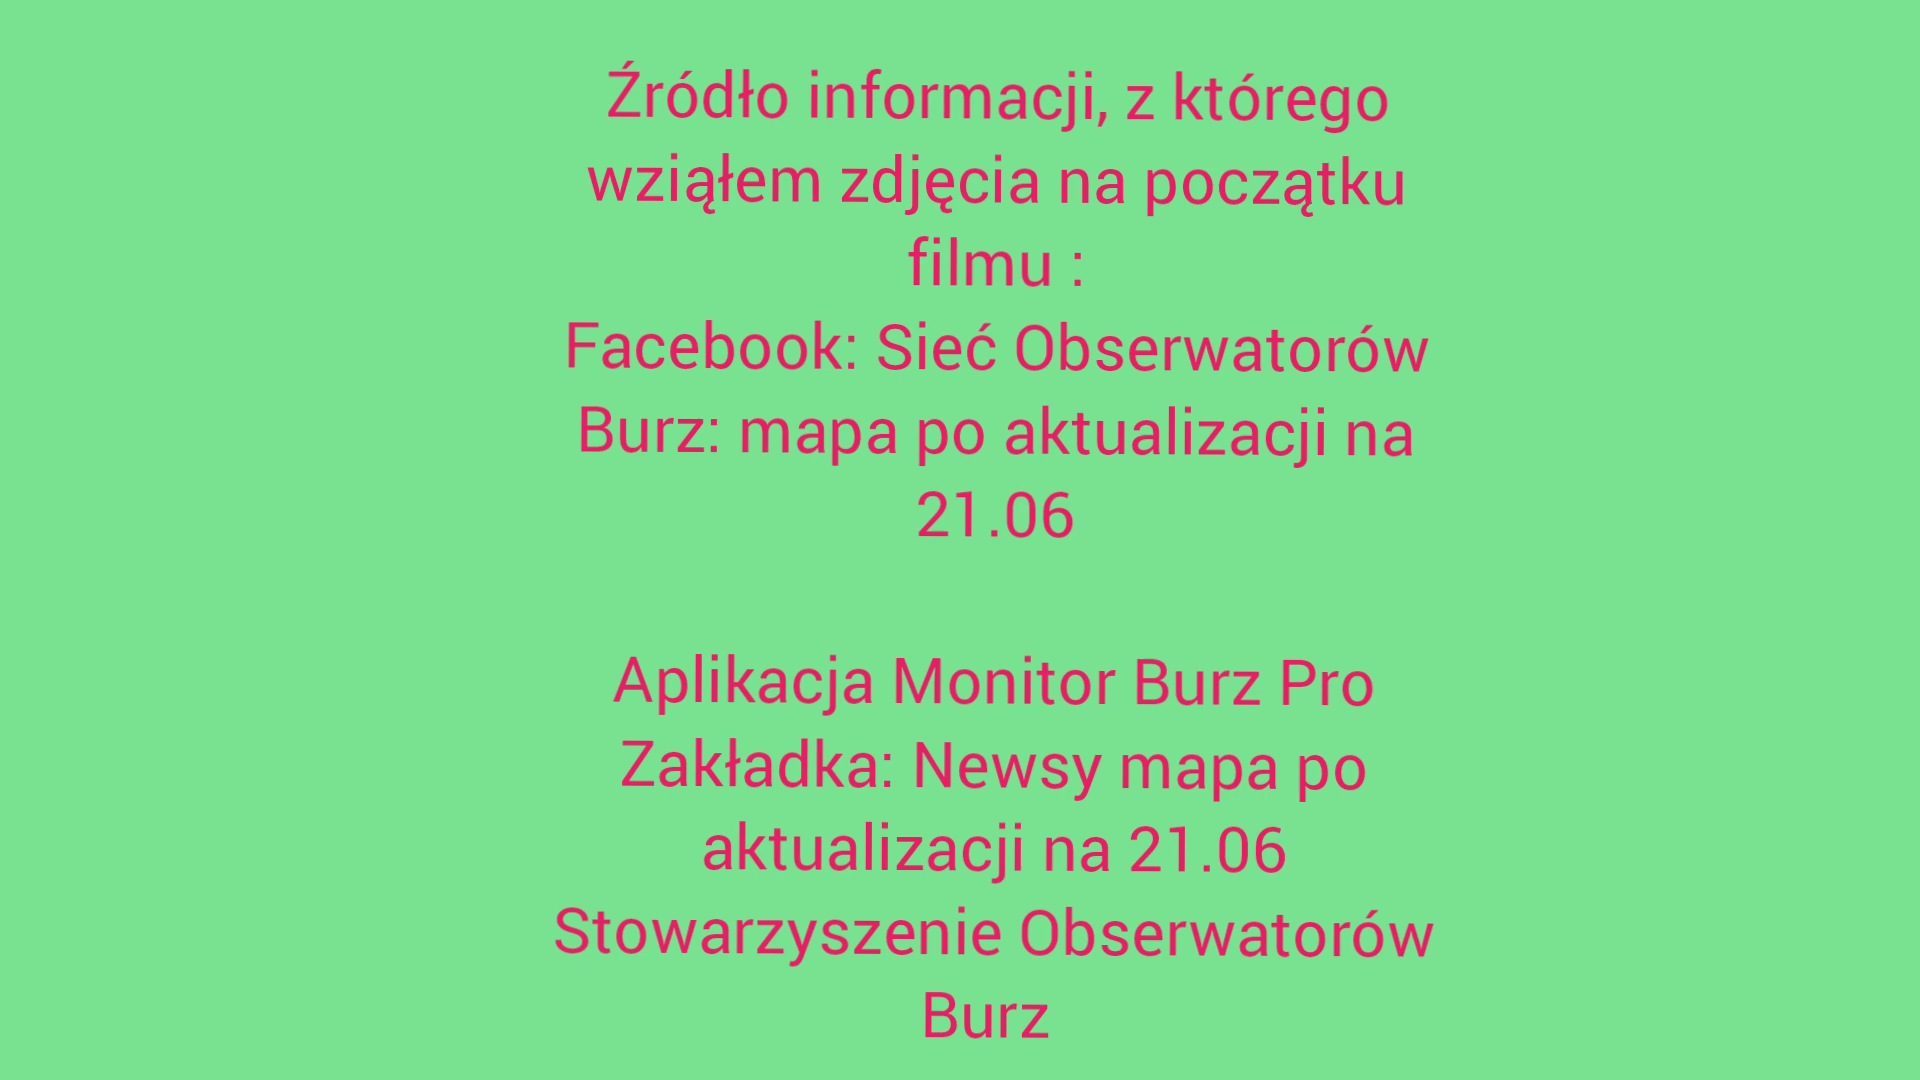 Źródło informacji, z którego
wziąłem zdjęcia na początku
filmu :
Facebook: Sieć Obserwatorów
Burz: mapa po aktualizacji na
21.06
Aplikacja Monitor Burz Pro
Zakładka: Newsy mapa po
aktualizacji na 21.06
Stowarzyszenie Obserwatorów
Burz